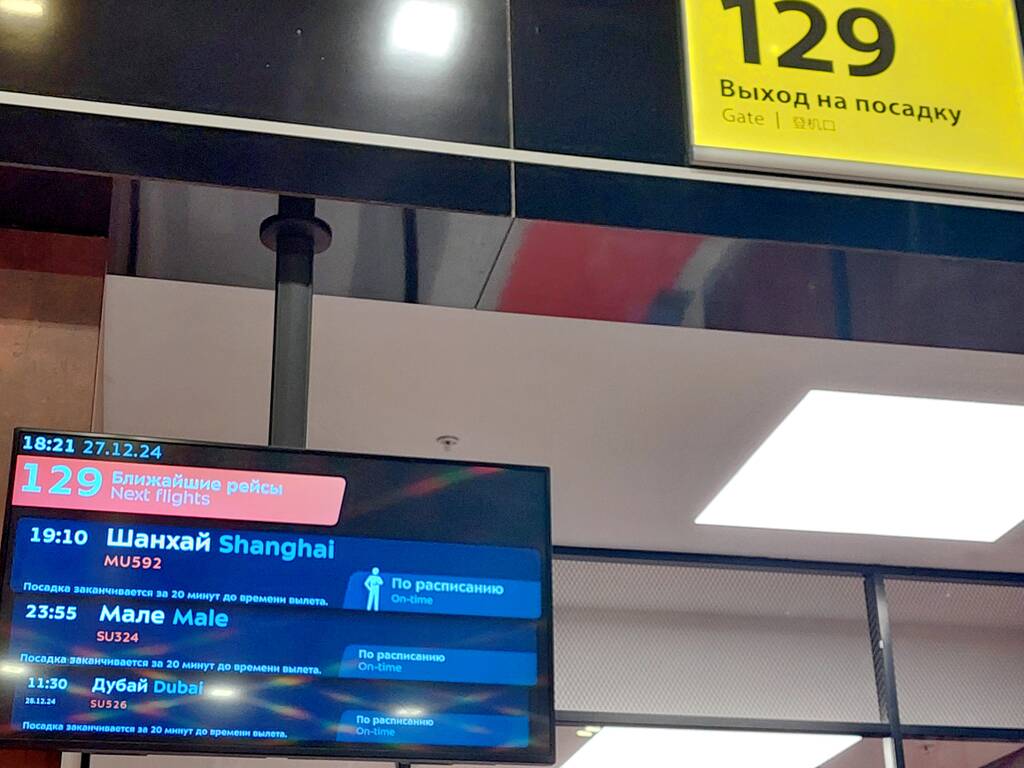 129
Выход на посадку
Gate | 登机口
18:21 27.12.24
129 Ближайшие рейсы
Next flights
19:10 Шанхай Shanghai
MU592
Посадка заканчивается за 20 минут до времени вылета.
По расписанию
On-time
23:55 Мале Male
SU324
Посадка заканчивается за 20 минут до времени вылета.
По расписанию
On-time
11:30 Дубай Dubai
28.12.24 SU526
Посадка заканчивается за 20 минут до времени вылета.
По расписанию
On-time